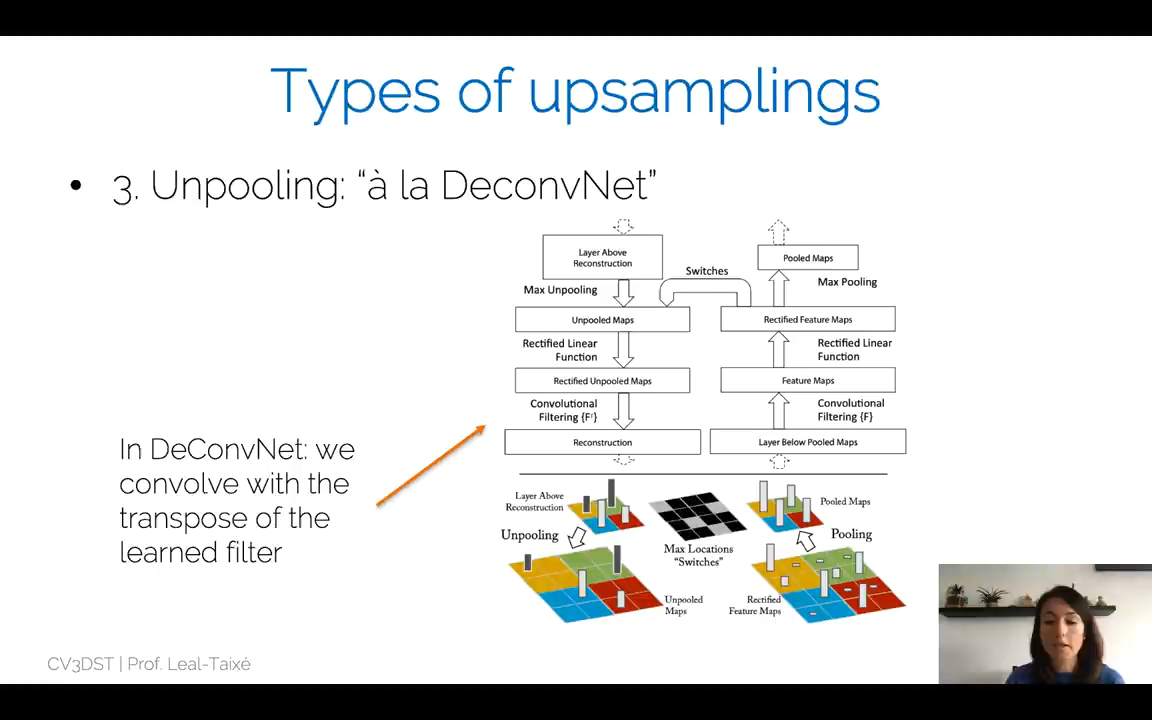 Types of upsamplings
• 3. Unpooling: “à la DeconvNet”
Layer Above
Reconstruction
Switches
Pooled Maps
Max Unpooling
Max Pooling
Unpooled Maps
Rectified Feature Maps
Rectified Linear
Function
Rectified Linear
Function
Rectified Unpooled Maps
Feature Maps
Convolutional
Filtering {Fᵀ}
Convolutional
Filtering {F}
Reconstruction
Layer Below Pooled Maps
In DeConvNet: we
convolve with the
transpose of the
learned filter
Layer Above
Reconstruction
Pooled Maps
Unpooling
Max Locations
“Switches”
Pooling
Unpooled
Maps
Rectified
Feature Maps
CV3DST | Prof. Leal-Taixé